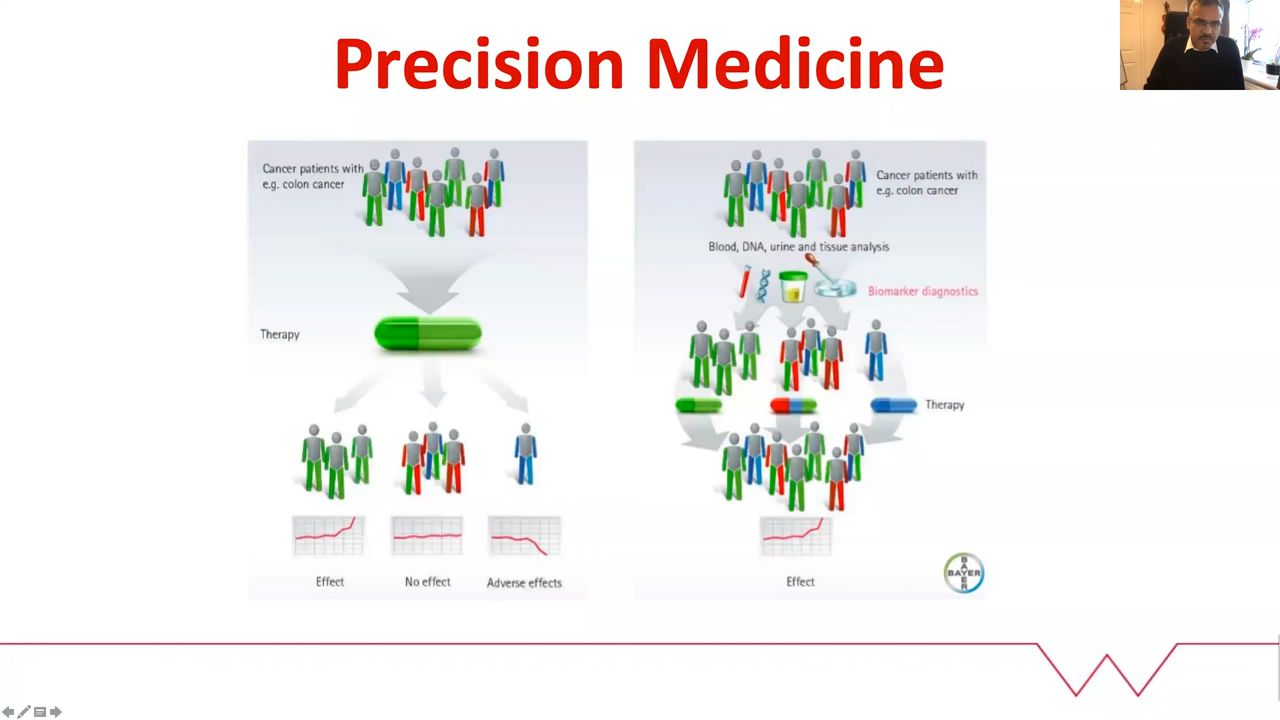 Precision Medicine
Cancer patients with
e.g. colon cancer
Therapy
Effect
No effect
Adverse effects
Cancer patients with
e.g. colon cancer
Blood, DNA, urine and tissue analysis
Biomarker diagnostics
Therapy
Effect
BAYER
BAYER